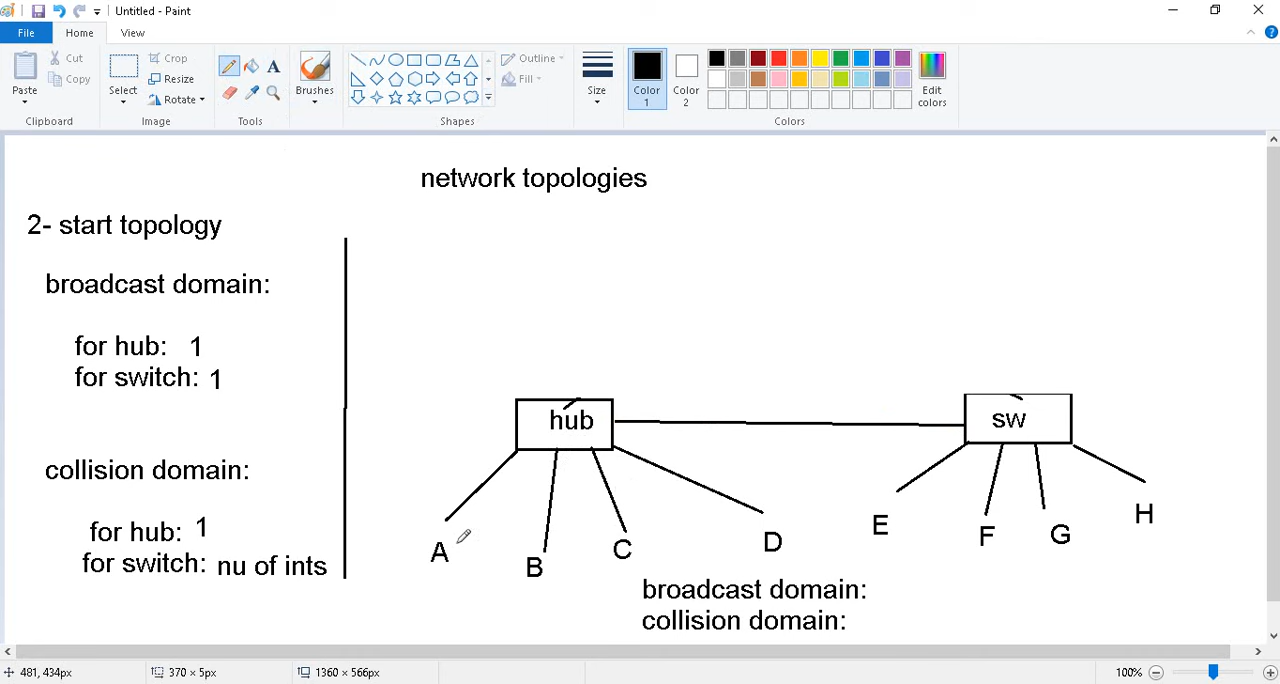 Untitled - Paint
File Home View
Paste Cut Copy
Clipboard
Select Crop Resize Rotate
Image
Tools
Brushes
Outline Fill
Shapes
Size
Color 1 Color 2
Edit colors
Colors
network topologies
2- start topology
broadcast domain:
for hub: 1
for switch: 1
collision domain:
for hub: 1
for switch: nu of ints
hub sw
A B C D E F G H
broadcast domain:
collision domain:
481, 434px 370 × 5px 1360 × 566px 100%